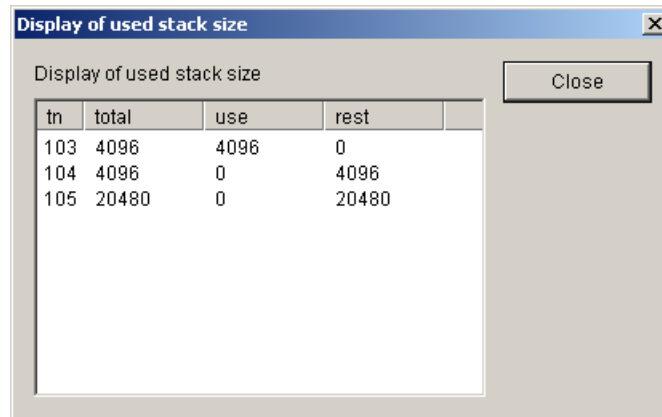 Display of used stack size
Display of used stack size
Close
tn total use rest
103 4096 4096 0
104 4096 0 4096
105 20480 0 20480